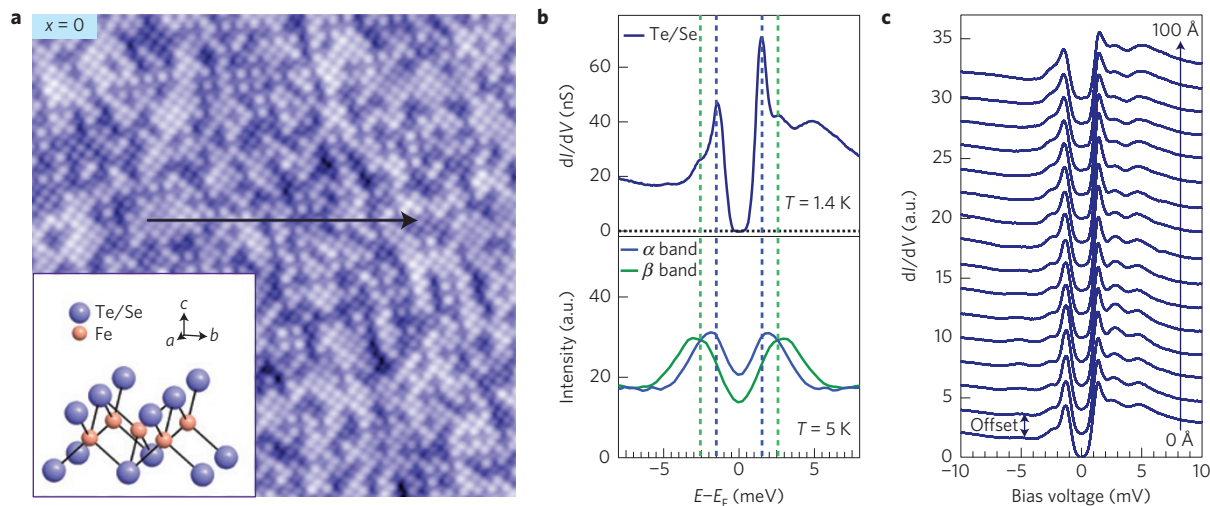 a
x = 0
Te/Se
Fe
c
a
b
b
Te/Se
60
40
20
0
dI/dV (nS)
T = 1.4 K
α band
β band
40
20
0
Intensity (a.u.)
T = 5 K
−5 0 5
E−E_F (meV)
c
35
30
25
20
15
10
5
0
dI/dV (a.u.)
100 Å
Offset
0 Å
-10 -5 0 5 10
Bias voltage (mV)